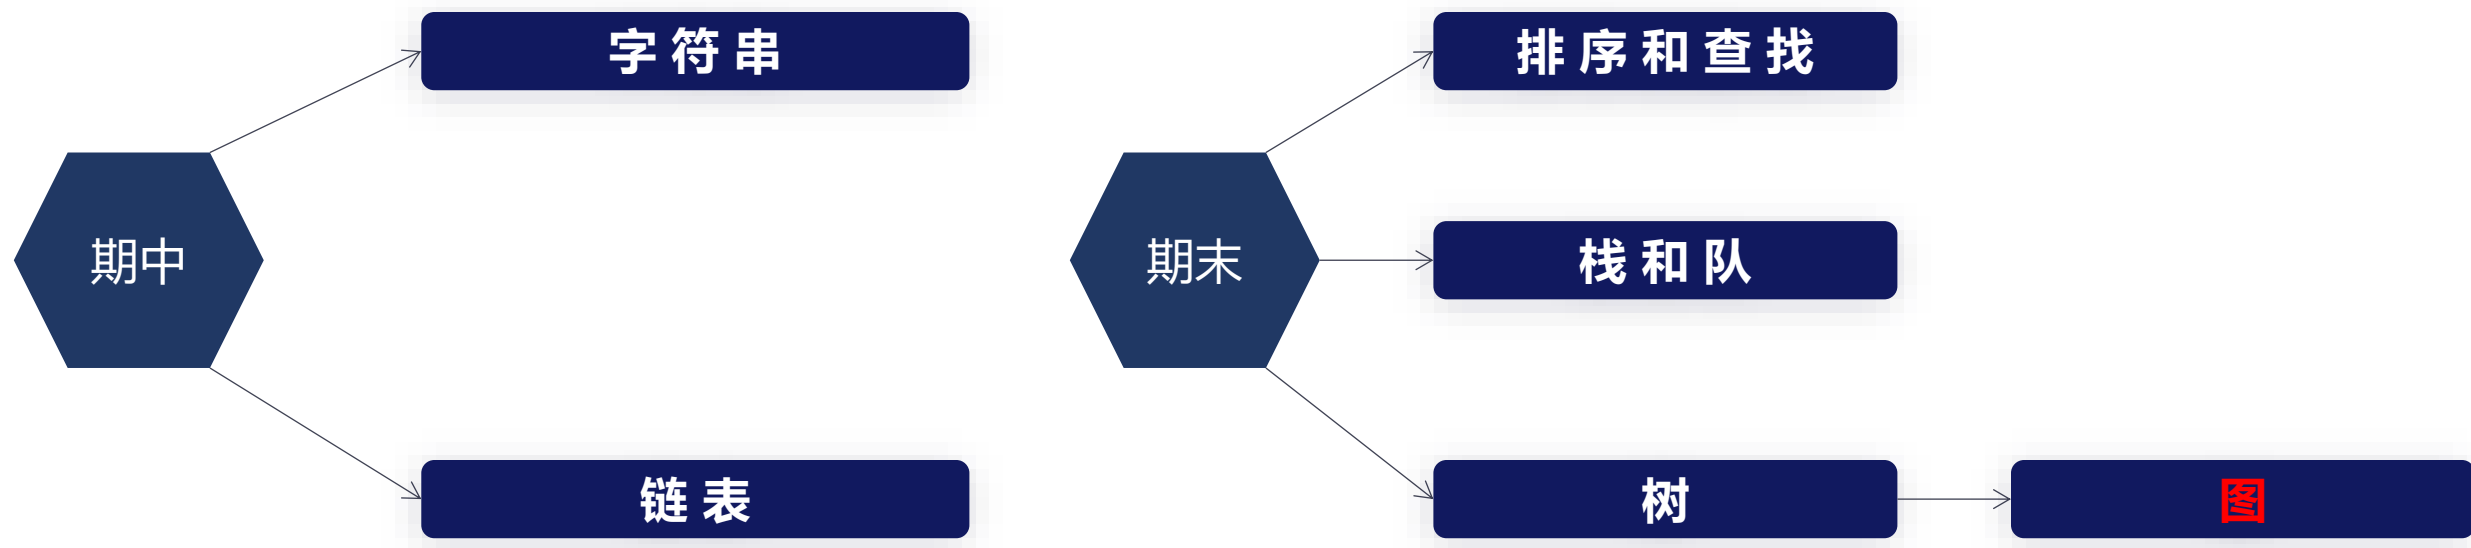 期中
字符串
链表
期末
排序和查找
栈和队
树
图